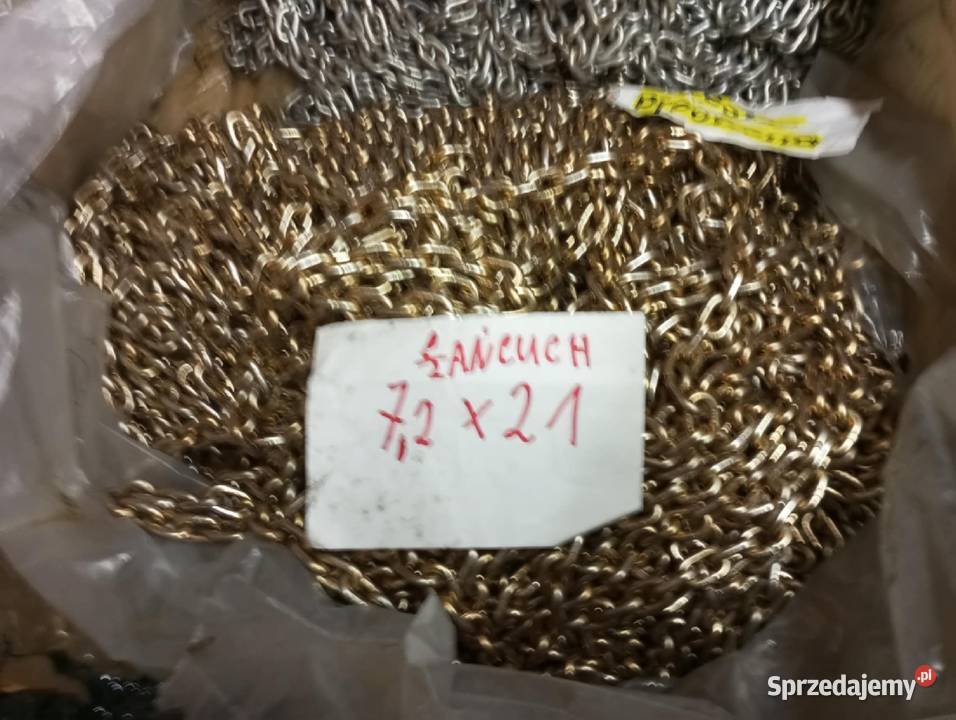 ŁAŃCUCH
7,2 x 21
Sprzedajemy.pl